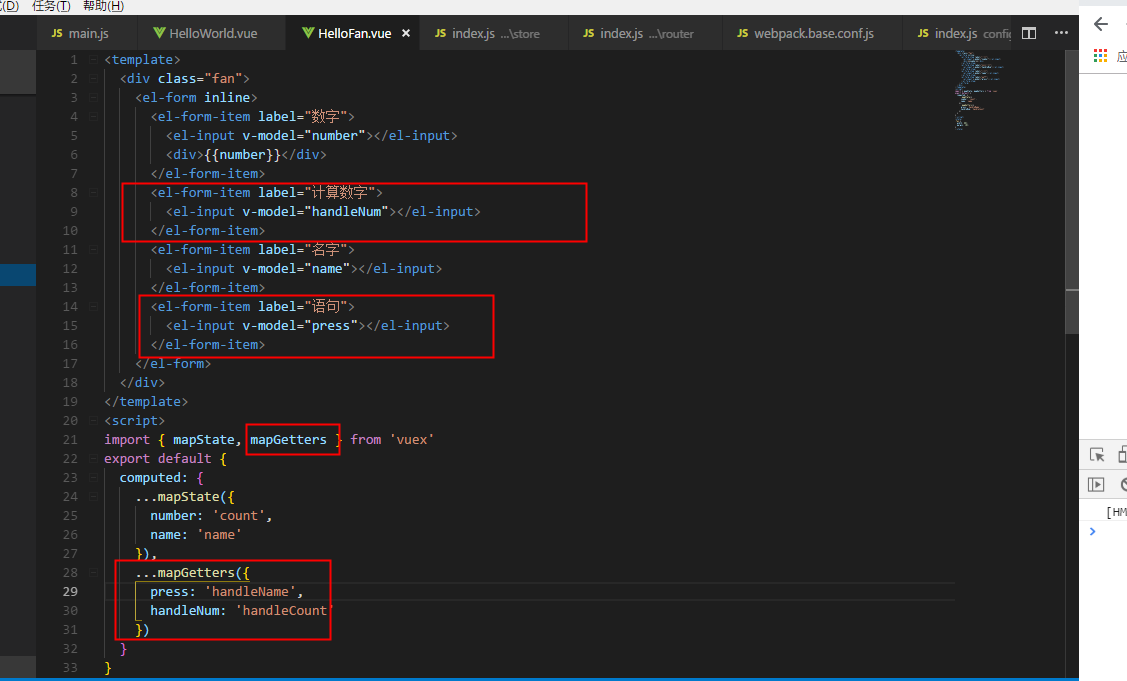 (D) 任务(T) 帮助(H)
JS main.js HelloWorld.vue HelloFan.vue × JS index.js ...\store JS index.js ...\router JS webpack.base.conf.js JS index.js config ···
1 <template>
2 <div class="fan">
3 <el-form inline>
4 <el-form-item label="数字">
5 <el-input v-model="number"></el-input>
6 <div>{{number}}</div>
7 </el-form-item>
8 <el-form-item label="计算数字">
9 <el-input v-model="handleNum"></el-input>
10 </el-form-item>
11 <el-form-item label="名字">
12 <el-input v-model="name"></el-input>
13 </el-form-item>
14 <el-form-item label="语句">
15 <el-input v-model="press"></el-input>
16 </el-form-item>
17 </el-form>
18 </div>
19 </template>
20 <script>
21 import { mapState, mapGetters } from 'vuex'
22 export default {
23 computed: {
24 ...mapState({
25 number: 'count',
26 name: 'name'
27 }),
28 ...mapGetters({
29 press: 'handleName',
30 handleNum: 'handleCount'
31 })
32 }
33 }
应
[HM